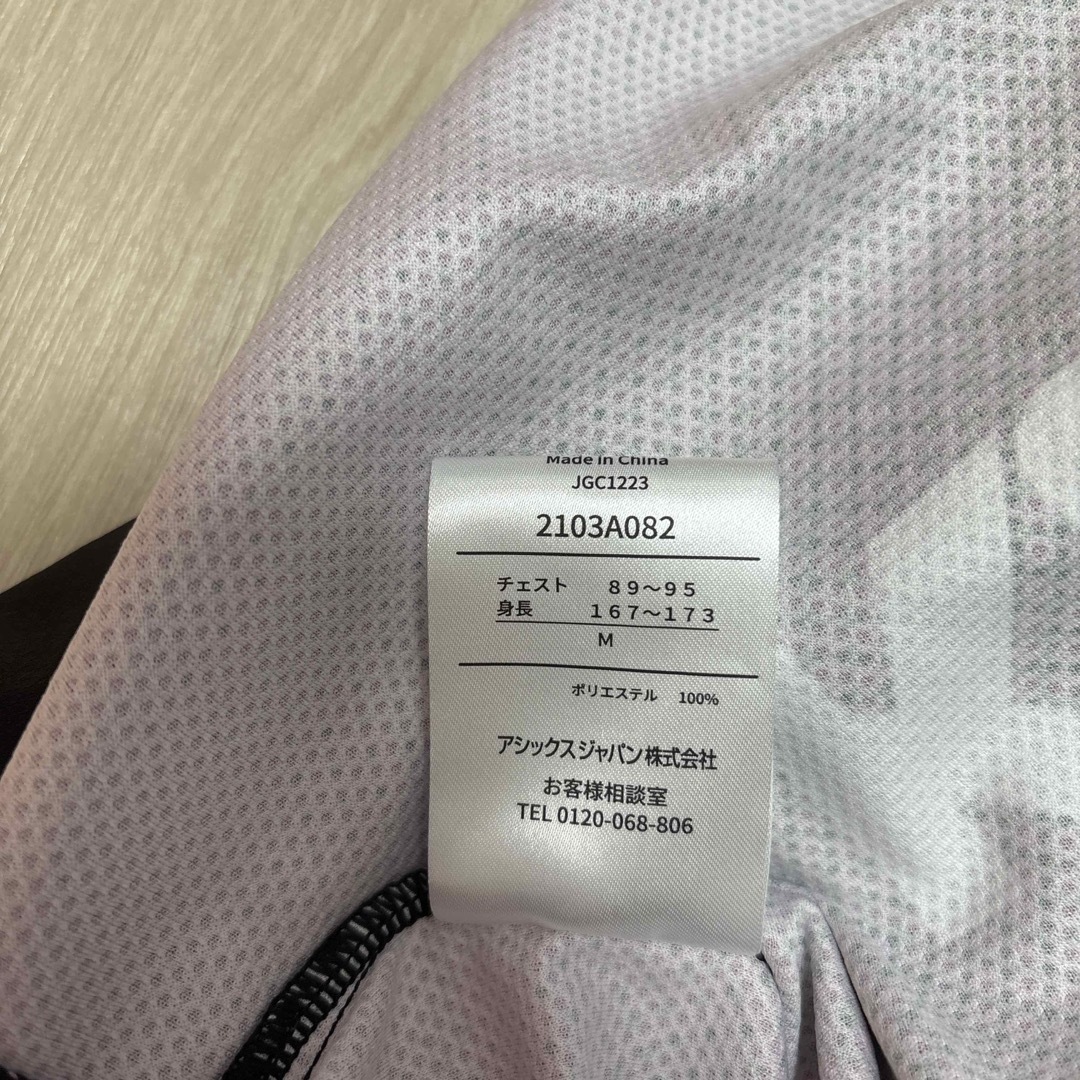 Made in China
JGC1223
2103A082
チェスト 89～95
身長 167～173
M
ポリエステル 100%
アシックスジャパン株式会社
お客様相談室
TEL 0120-068-806